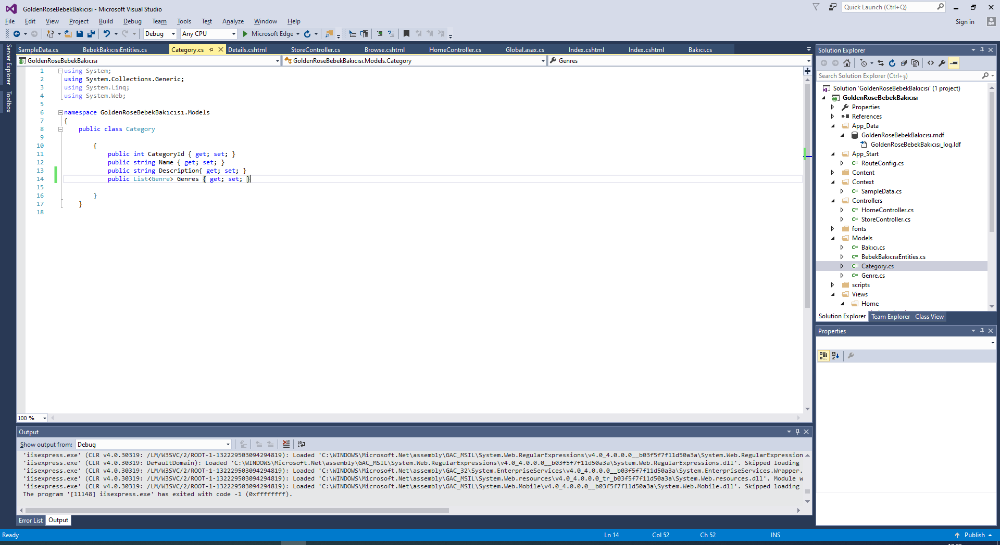 GoldenRoseBebekBakıcısı - Microsoft Visual Studio
Quick Launch (Ctrl+Q)
File Edit View Project Build Debug Team Tools Test Analyze Window Help
Sign in
Debug Any CPU Microsoft Edge
Server Explorer
Toolbox
SampleData.cs BebekBakıcısıEntities.cs Category.cs Details.cshtml StoreController.cs Browse.cshtml HomeController.cs Global.asax.cs Index.cshtml Index.cshtml Bakıcı.cs
GoldenRoseBebekBakıcısı GoldenRoseBebekBakıcısı.Models.Category Genres
1 using System;
2 using System.Collections.Generic;
3 using System.Linq;
4 using System.Web;
5
6 namespace GoldenRoseBebekBakıcısı.Models
7 {
8 public class Category
9
10 {
11 public int CategoryId { get; set; }
12 public string Name { get; set; }
13 public string Description{ get; set; }
14 public List<Genre> Genres { get; set; }
15
16 }
17 }
18
100 %
Output
Show output from: Debug
'iisexpress.exe' (CLR v4.0.30319: /LM/W3SVC/2/ROOT-1-132229503094294819): Loaded 'C:\WINDOWS\Microsoft.Net\assembly\GAC_MSIL\System.Web.RegularExpressions\v4.0_4.0.0.0__b03f5f7f11d50a3a\System.Web.RegularExpression
'iisexpress.exe' (CLR v4.0.30319: DefaultDomain): Loaded 'C:\WINDOWS\Microsoft.Net\assembly\GAC_MSIL\System.Web.RegularExpressions\v4.0_4.0.0.0__b03f5f7f11d50a3a\System.Web.RegularExpressions.dll'. Skipped loading
'iisexpress.exe' (CLR v4.0.30319: /LM/W3SVC/2/ROOT-1-132229503094294819): Loaded 'C:\WINDOWS\Microsoft.Net\assembly\GAC_32\System.EnterpriseServices\v4.0_4.0.0.0__b03f5f7f11d50a3a\System.EnterpriseServices.Wrapper.
'iisexpress.exe' (CLR v4.0.30319: /LM/W3SVC/2/ROOT-1-132229503094294819): Loaded 'C:\WINDOWS\Microsoft.Net\assembly\GAC_MSIL\System.Web.resources\v4.0_4.0.0.0_tr_b03f5f7f11d50a3a\System.Web.resources.dll'. Module w
'iisexpress.exe' (CLR v4.0.30319: /LM/W3SVC/2/ROOT-1-132229503094294819): Loaded 'C:\WINDOWS\Microsoft.Net\assembly\GAC_MSIL\System.Web.Mobile\v4.0_4.0.0.0__b03f5f7f11d50a3a\System.Web.Mobile.dll'. Skipped loading
The program '[11148] iisexpress.exe' has exited with code -1 (0xffffffff).
Error List Output
Solution Explorer
Search Solution Explorer (Ctrl+ş)
Solution 'GoldenRoseBebekBakıcısı' (1 project)
GoldenRoseBebekBakıcısı
Properties
References
App_Data
GoldenRoseBebekBakıcısı.mdf
GoldenRoseBebekBakıcısı_log.ldf
App_Start
RouteConfig.cs
Content
Context
SampleData.cs
Controllers
HomeController.cs
StoreController.cs
fonts
Models
Bakıcı.cs
BebekBakıcısıEntities.cs
Category.cs
Genre.cs
scripts
Views
Home
Solution Explorer Team Explorer Class View
Properties
Ready Ln 14 Col 52 Ch 52 INS Publish